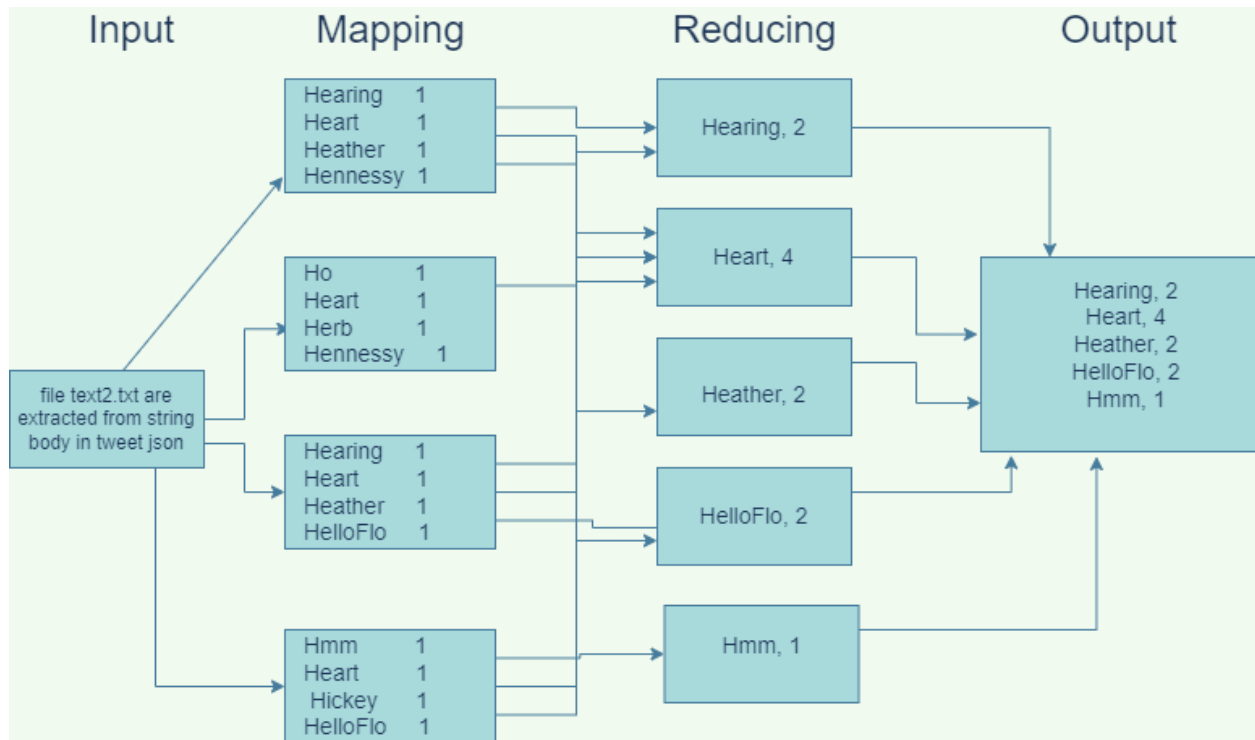 Input Mapping Reducing Output
file text2.txt are
extracted from string
body in tweet json
Hearing 1
Heart 1
Heather 1
Hennessy 1
Ho 1
Heart 1
Herb 1
Hennessy 1
Hearing 1
Heart 1
Heather 1
HelloFlo 1
Hmm 1
Heart 1
Hickey 1
HelloFlo 1
Hearing, 2
Heart, 4
Heather, 2
HelloFlo, 2
Hmm, 1
Hearing, 2
Heart, 4
Heather, 2
HelloFlo, 2
Hmm, 1